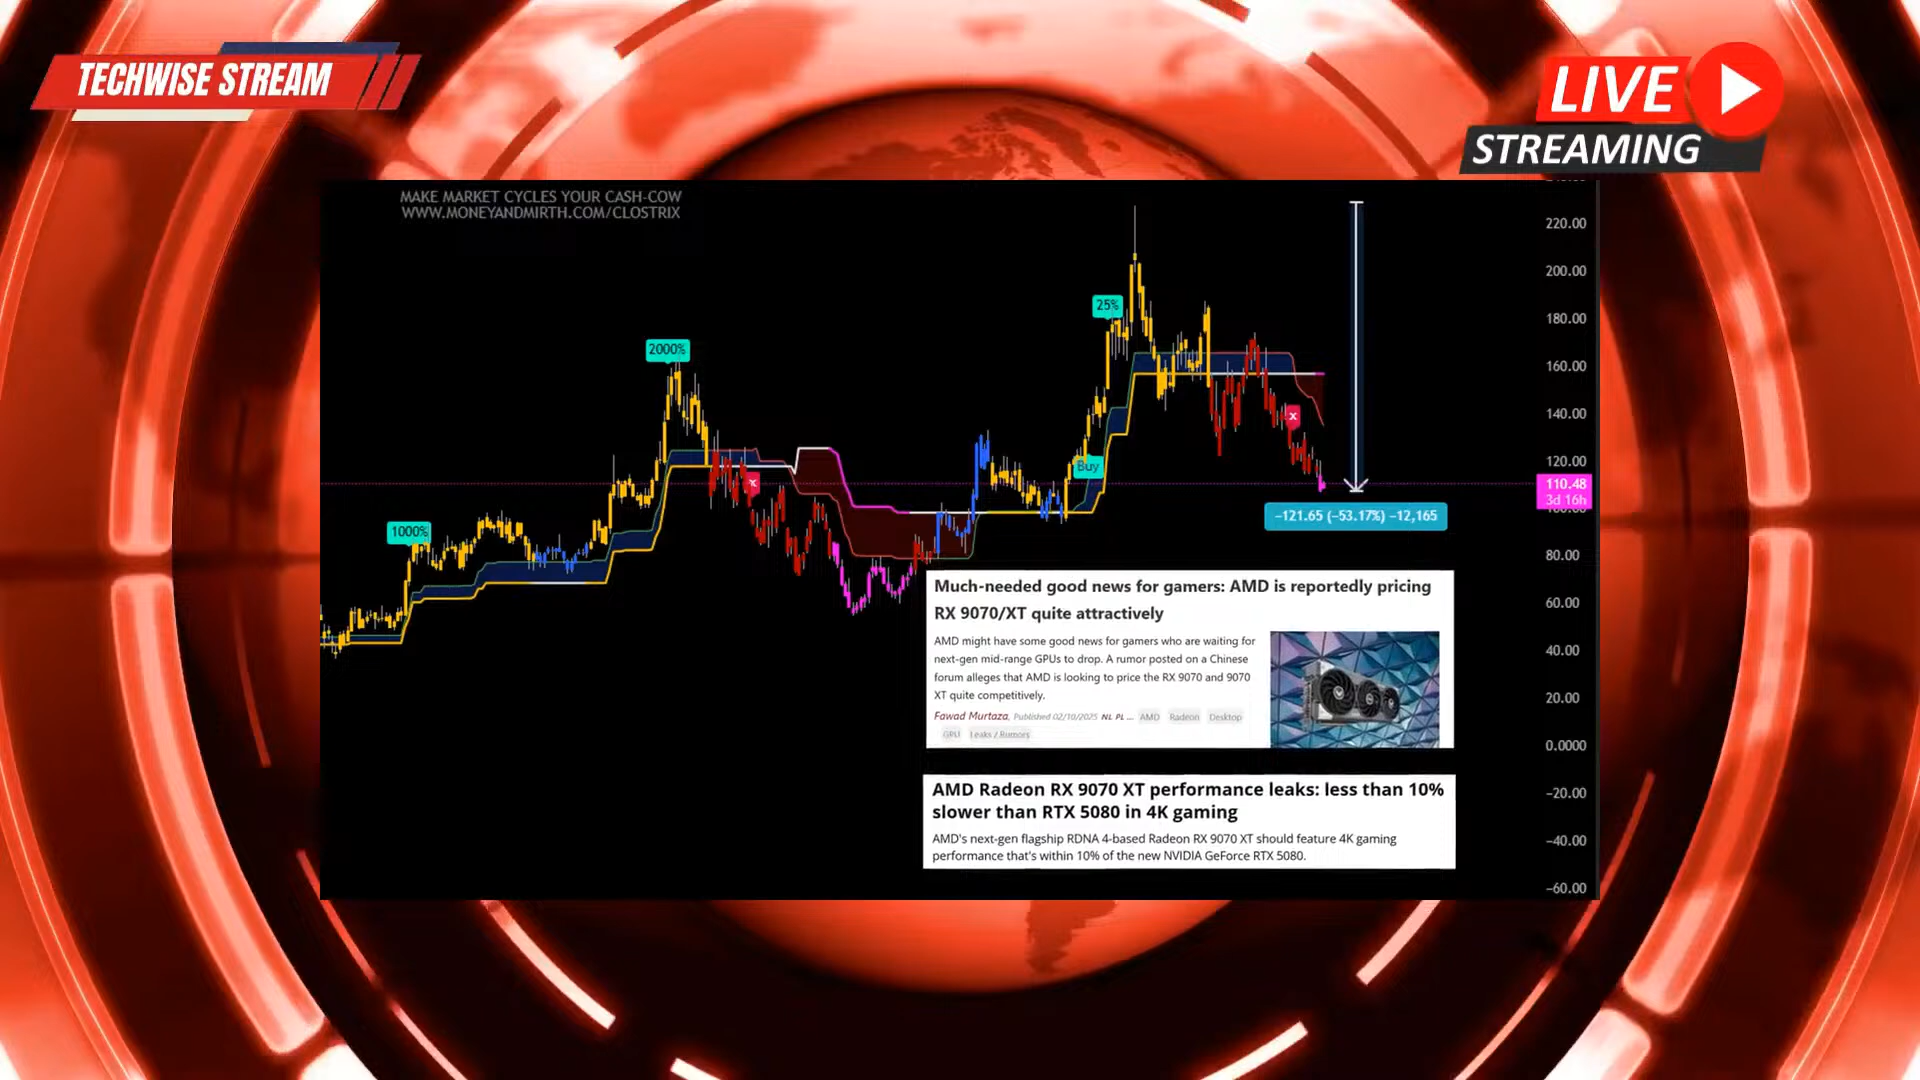 TECHWISE STREAM
LIVE
STREAMING
MAKE MARKET CYCLES YOUR CASH-COW
WWW.MONEYANDMIRTH.COM/CLOSTRIX
220.00
200.00
180.00
160.00
140.00
120.00
110.48
3d 16h
80.00
60.00
40.00
20.00
0.0000
−20.00
−40.00
−60.00
1000%
2000%
x
Buy
25%
x
−121.65 (−53.17%) −12,165
Much-needed good news for gamers: AMD is reportedly pricing
RX 9070/XT quite attractively
AMD might have some good news for gamers who are waiting for
next-gen mid-range GPUs to drop. A rumor posted on a Chinese
forum alleges that AMD is looking to price the RX 9070 and 9070
XT quite competitively.
Fawad Murtaza, Published 02/10/2025 NL PL ... AMD Radeon Desktop
GPU Leaks / Rumors
AMD Radeon RX 9070 XT performance leaks: less than 10%
slower than RTX 5080 in 4K gaming
AMD's next-gen flagship RDNA 4-based Radeon RX 9070 XT should feature 4K gaming
performance that's within 10% of the new NVIDIA GeForce RTX 5080.